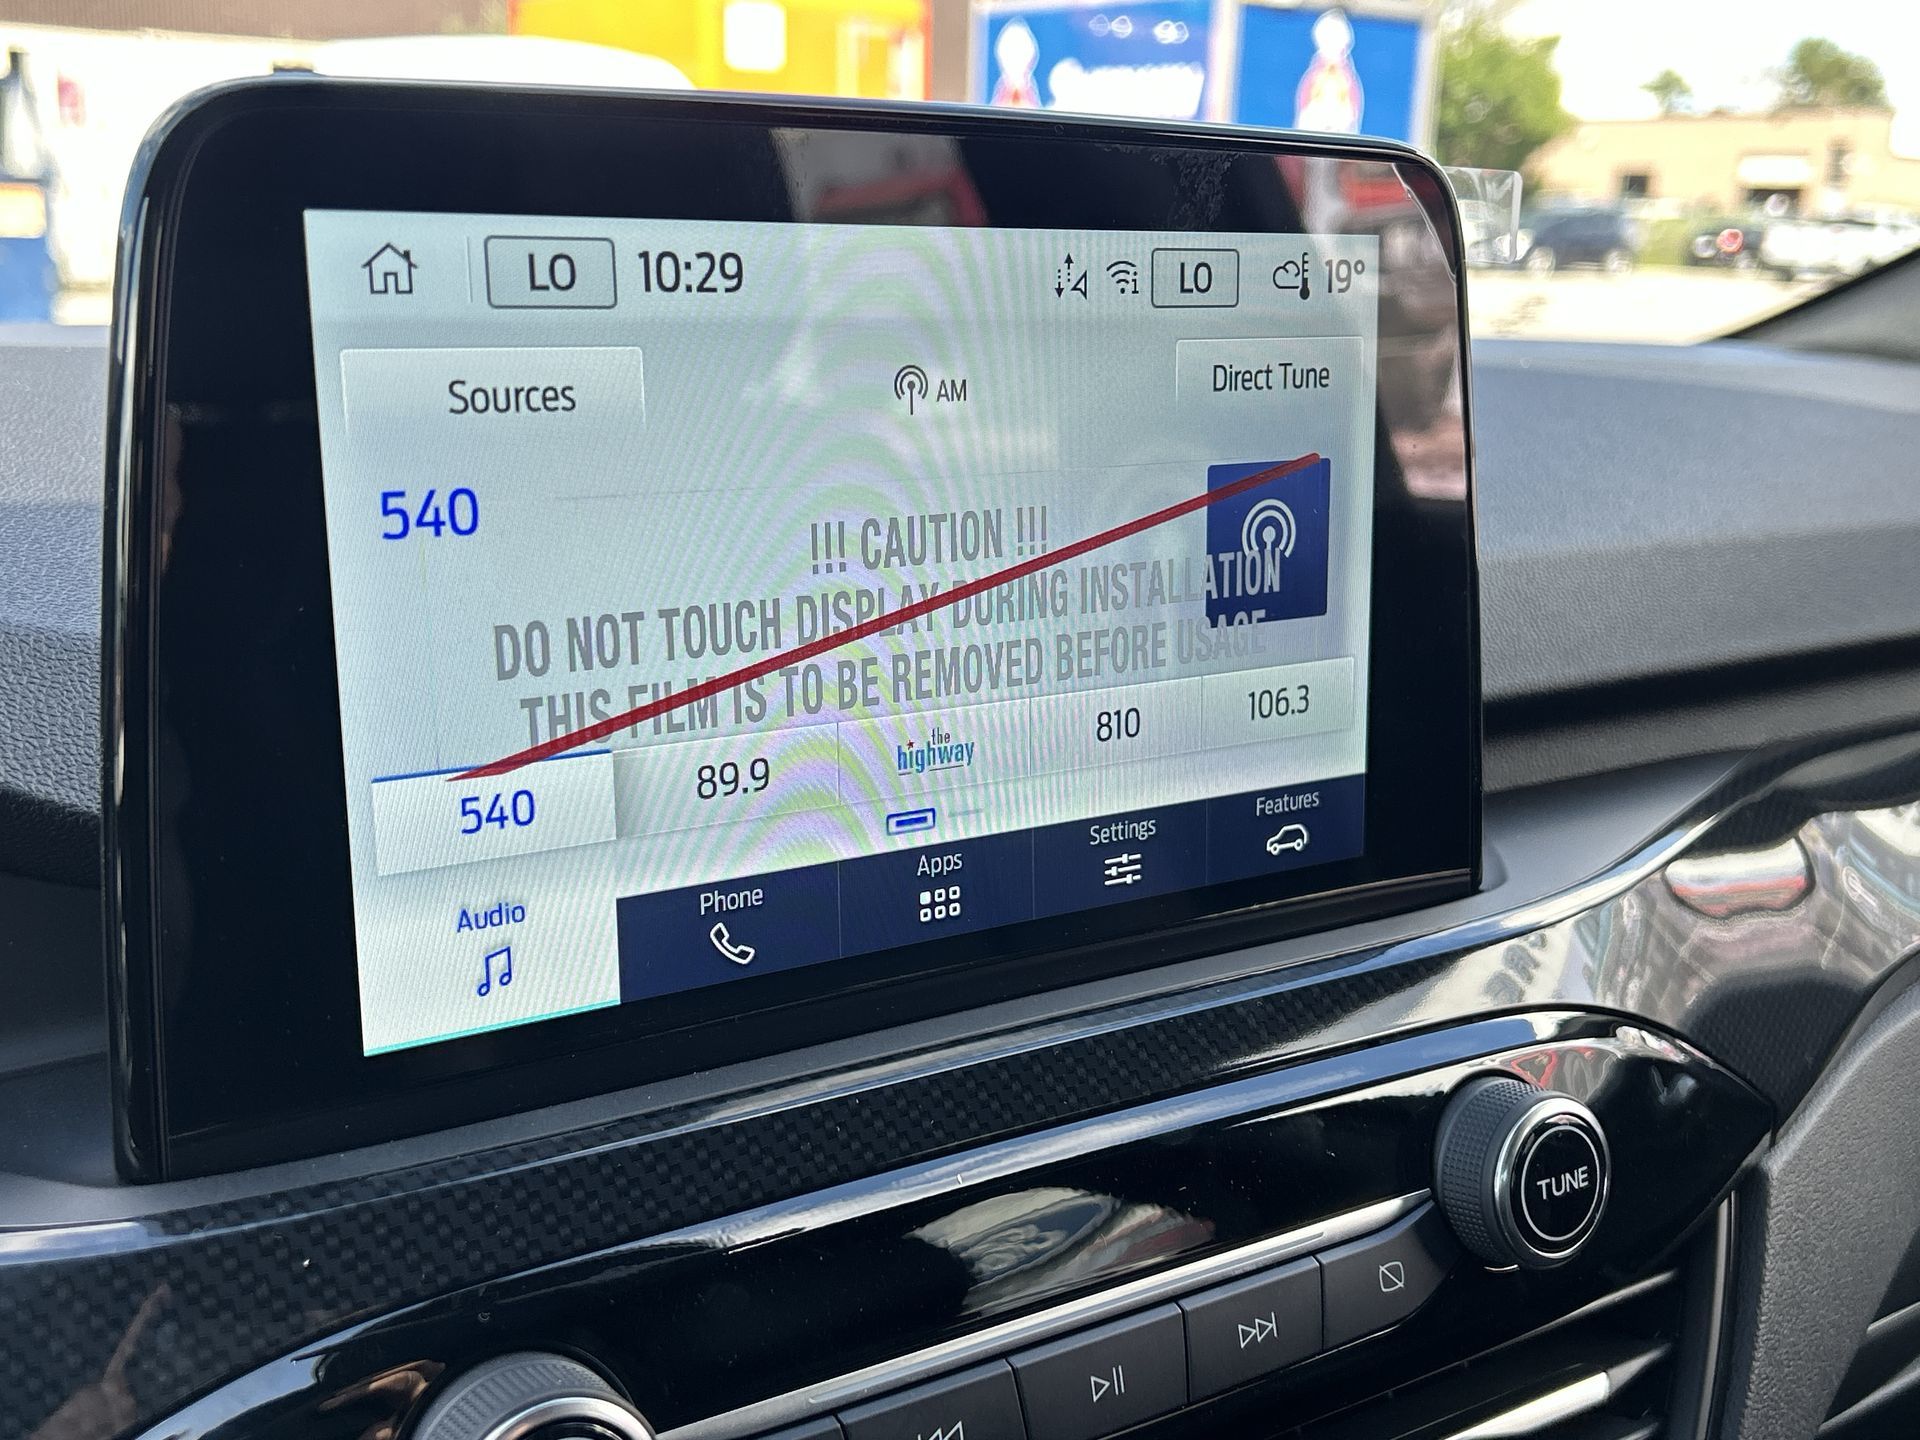 LO 10:29 LO 19°
Sources AM Direct Tune
540
!!! CAUTION !!!
DO NOT TOUCH DISPLAY DURING INSTALLATION
THIS FILM IS TO BE REMOVED BEFORE USAGE
540 89.9 the highway 810 106.3
Audio Phone Apps Settings Features
TUNE